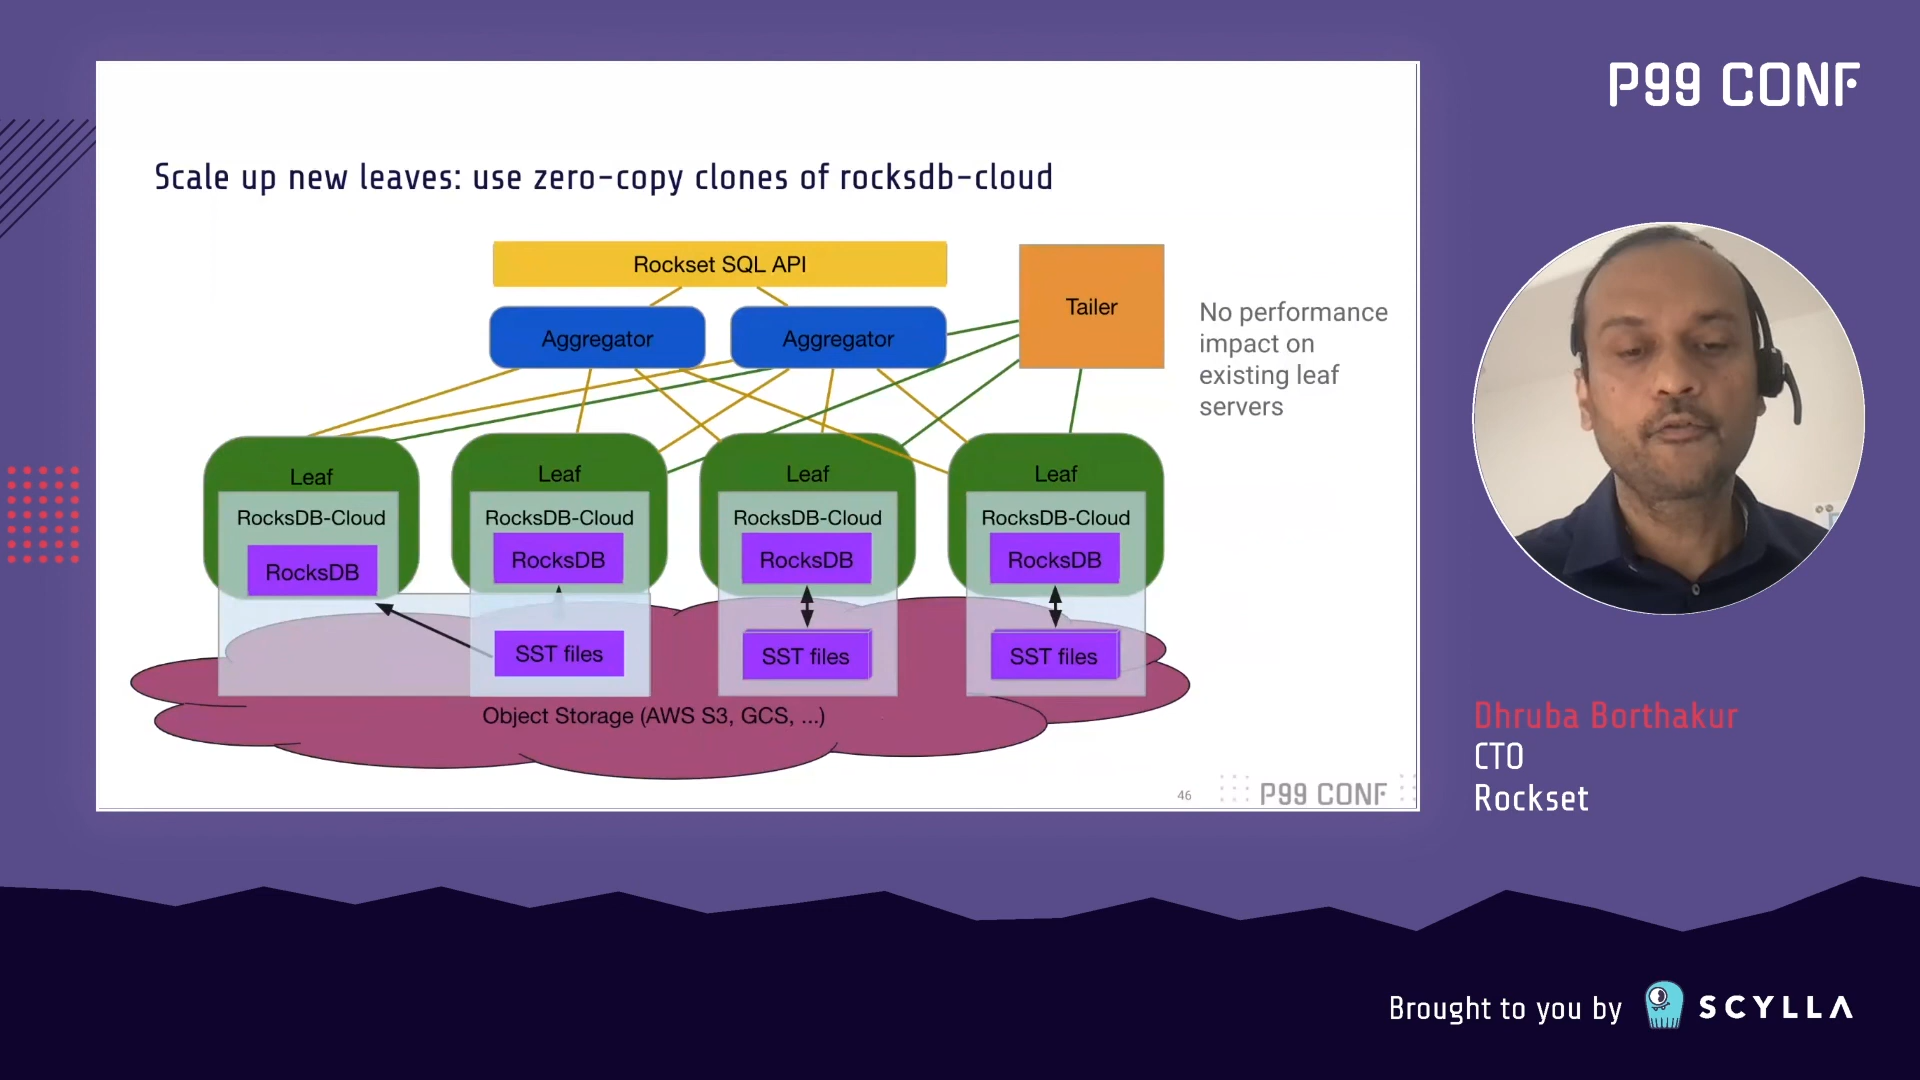 P99 CONF
Scale up new leaves: use zero-copy clones of rocksdb-cloud
Rockset SQL API
Tailer
Aggregator
Aggregator
No performance
impact on
existing leaf
servers
Leaf
Leaf
Leaf
Leaf
RocksDB-Cloud
RocksDB-Cloud
RocksDB-Cloud
RocksDB-Cloud
RocksDB
RocksDB
RocksDB
RocksDB
SST files
SST files
SST files
Object Storage (AWS S3, GCS, ...)
46
P99 CONF
Dhruba Borthakur
CTO
Rockset
Brought to you by SCYLLA